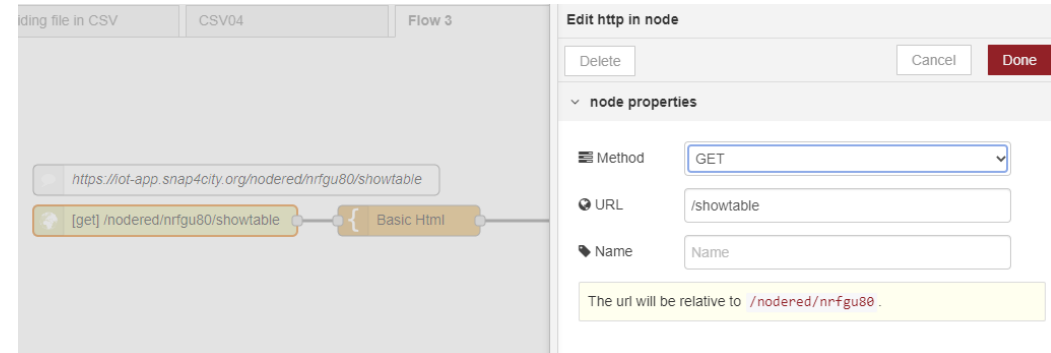 iding file in CSV
CSV04
Flow 3
https://iot-app.snap4city.org/nodered/nrfgu80/showtable
[get] /nodered/nrfgu80/showtable
{ Basic Html
Edit http in node
Delete
Cancel
Done
node properties
Method
GET
URL
/showtable
Name
Name
The url will be relative to /nodered/nrfgu80 .